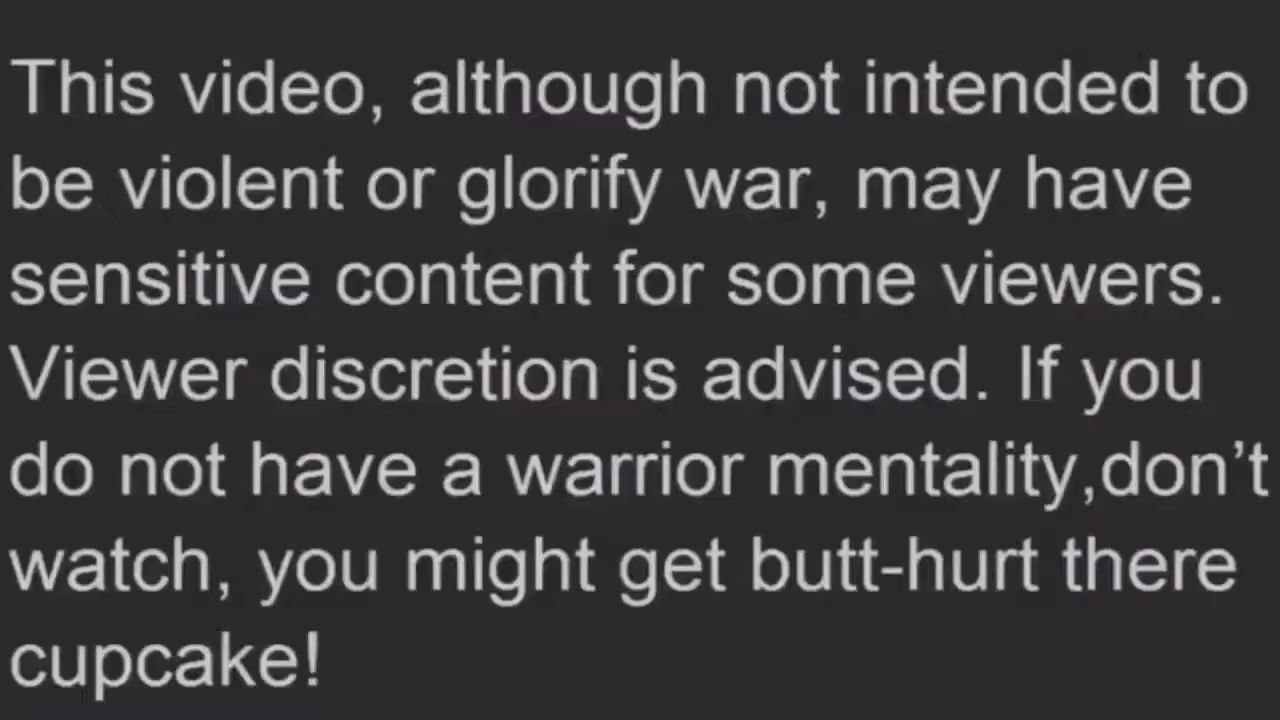 This video, although not intended to
be violent or glorify war, may have
sensitive content for some viewers.
Viewer discretion is advised. If you
do not have a warrior mentality,don’t
watch, you might get butt-hurt there
cupcake!